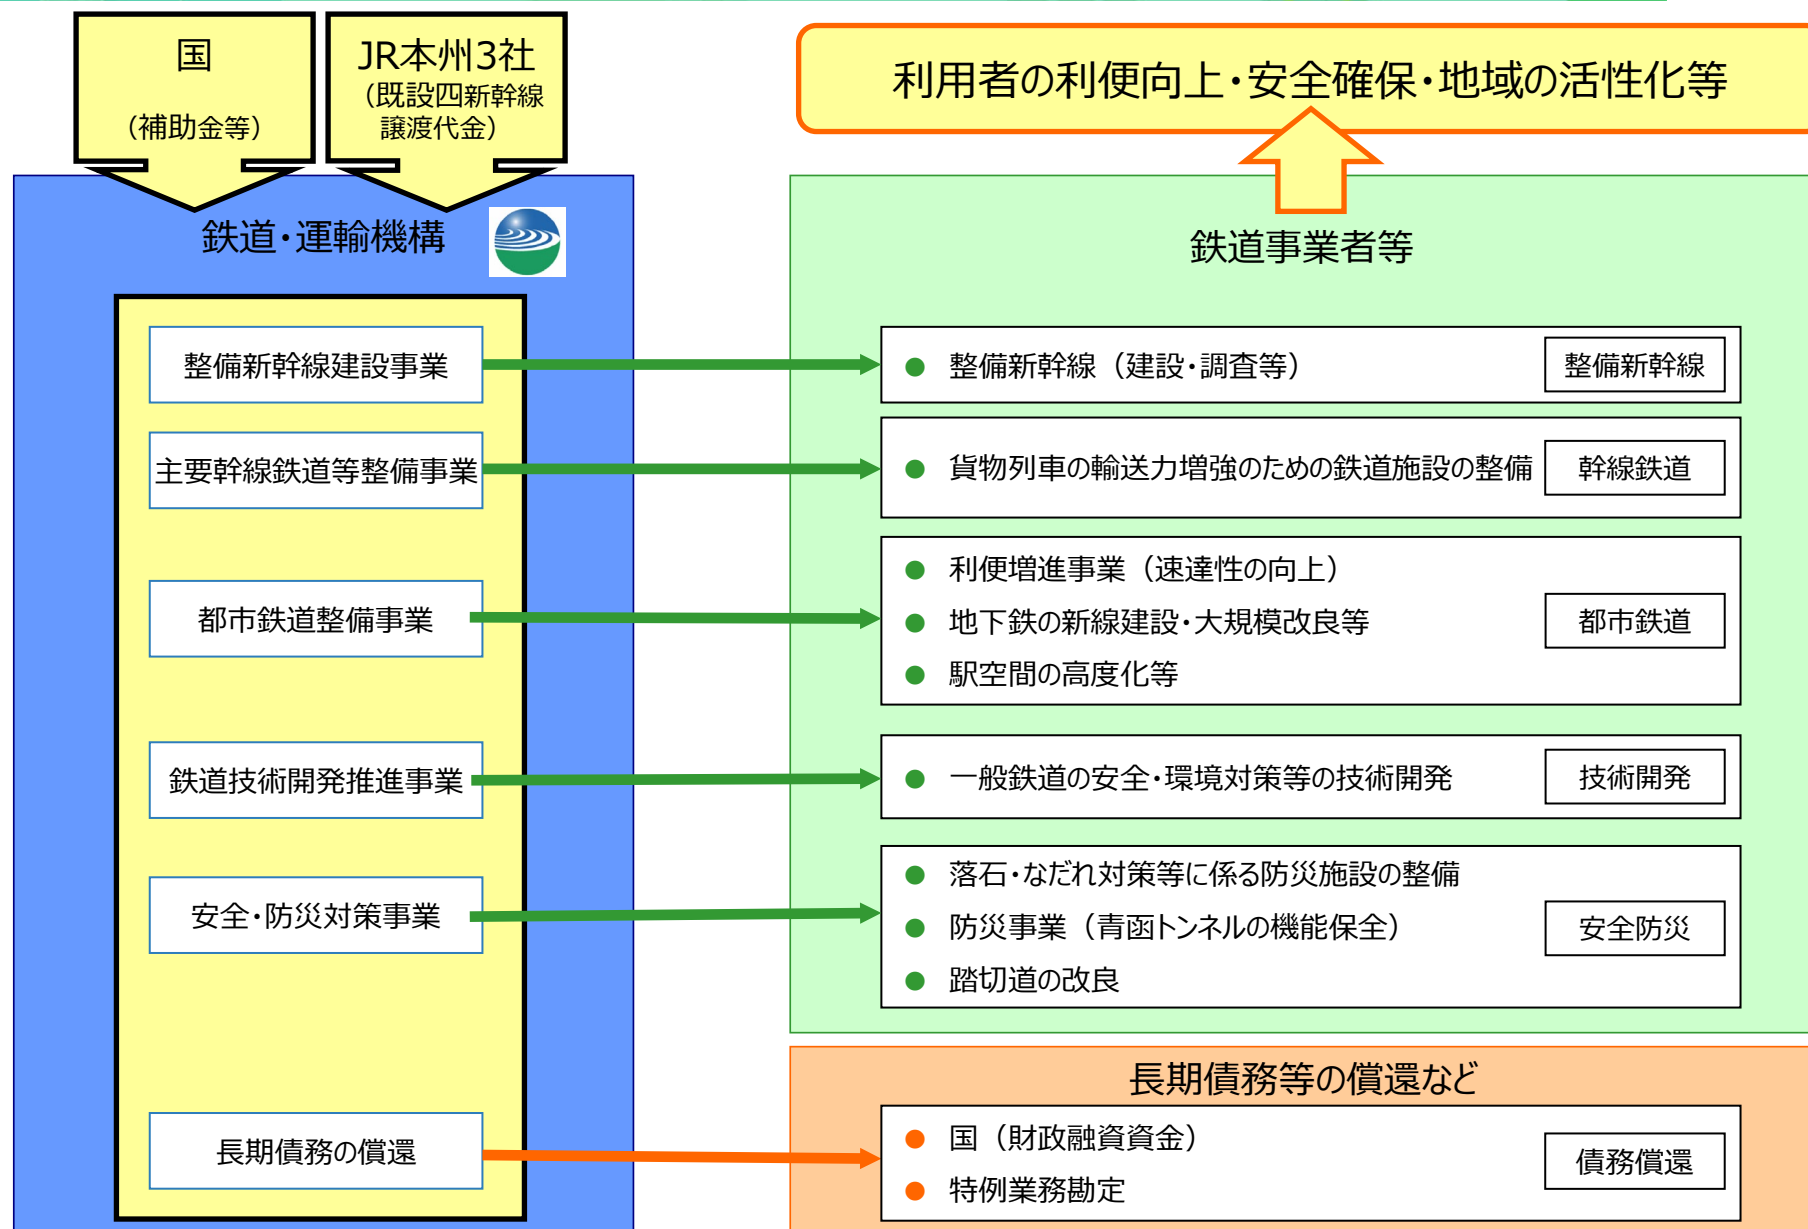 国
（補助金等）
JR本州3社
（既設四新幹線
譲渡代金）
利用者の利便向上・安全確保・地域の活性化等
鉄道・運輸機構
鉄道事業者等
整備新幹線建設事業
● 整備新幹線（建設・調査等）
整備新幹線
主要幹線鉄道等整備事業
● 貨物列車の輸送力増強のための鉄道施設の整備
幹線鉄道
都市鉄道整備事業
● 利便増進事業（速達性の向上）
● 地下鉄の新線建設・大規模改良等
● 駅空間の高度化等
都市鉄道
鉄道技術開発推進事業
● 一般鉄道の安全・環境対策等の技術開発
技術開発
安全・防災対策事業
● 落石・なだれ対策等に係る防災施設の整備
● 防災事業（青函トンネルの機能保全）
● 踏切道の改良
安全防災
長期債務等の償還など
長期債務の償還
● 国（財政融資資金）
● 特例業務勘定
債務償還